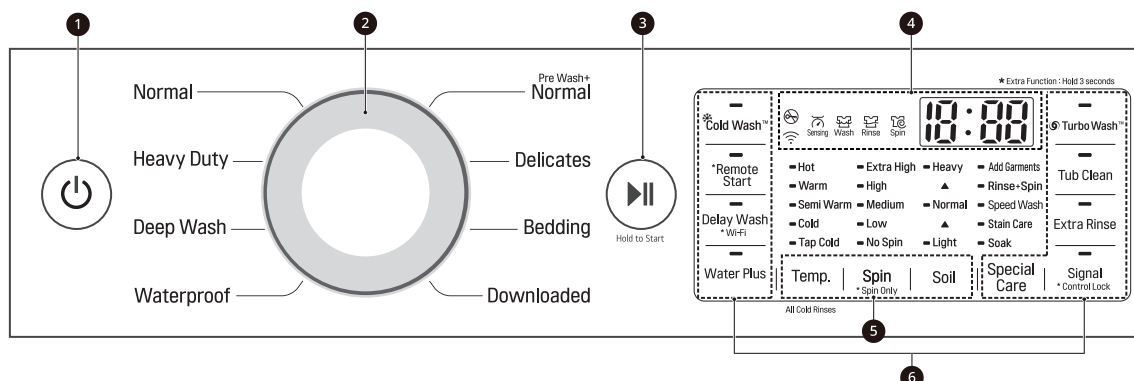 1
2
3
4
* Extra Function : Hold 3 seconds
Normal
Heavy Duty
Deep Wash
Waterproof
Pre Wash+
Normal
Delicates
Bedding
Downloaded
Hold to Start
Cold Wash™
*Remote
Start
Delay Wash
* Wi-Fi
Water Plus
Sensing Wash Rinse Spin
18:88
Hot
Warm
Semi Warm
Cold
Tap Cold
Extra High
High
Medium
Low
No Spin
Heavy
Normal
Light
Add Garments
Rinse+Spin
Speed Wash
Stain Care
Soak
TurboWash™
Tub Clean
Extra Rinse
Temp.
Spin
* Spin Only
Soil
Special
Care
Signal
* Control Lock
All Cold Rinses
5
6